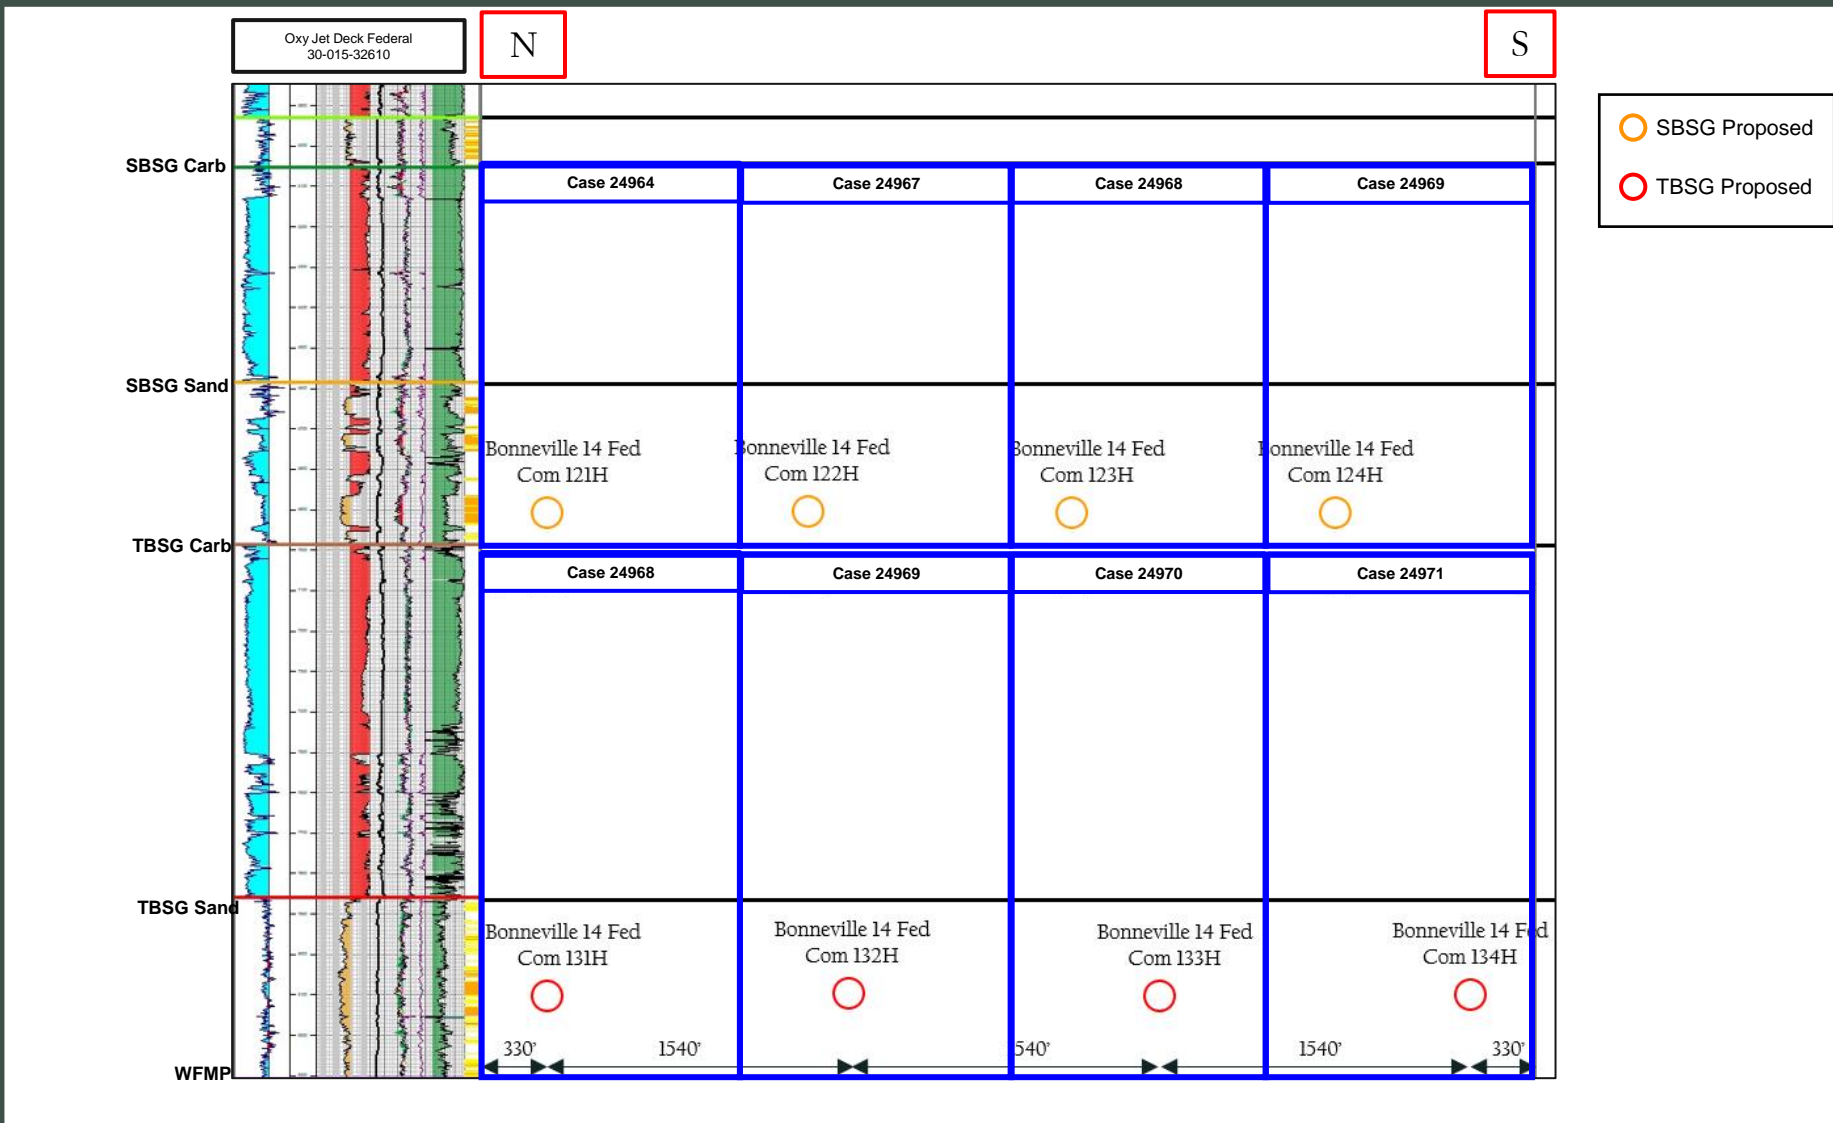 Oxy Jet Deck Federal
30-015-32610
N
S
SBSG Proposed
TBSG Proposed
SBSG Carb
Case 24964
Case 24967
Case 24968
Case 24969
SBSG Sand
Bonneville 14 Fed
Com 121H
Bonneville 14 Fed
Com 122H
Bonneville 14 Fed
Com 123H
Bonneville 14 Fed
Com 124H
TBSG Carb
Case 24968
Case 24969
Case 24970
Case 24971
TBSG Sand
Bonneville 14 Fed
Com 131H
Bonneville 14 Fed
Com 132H
Bonneville 14 Fed
Com 133H
Bonneville 14 Fed
Com 134H
330'
1540'
540'
1540'
330'
WFMP